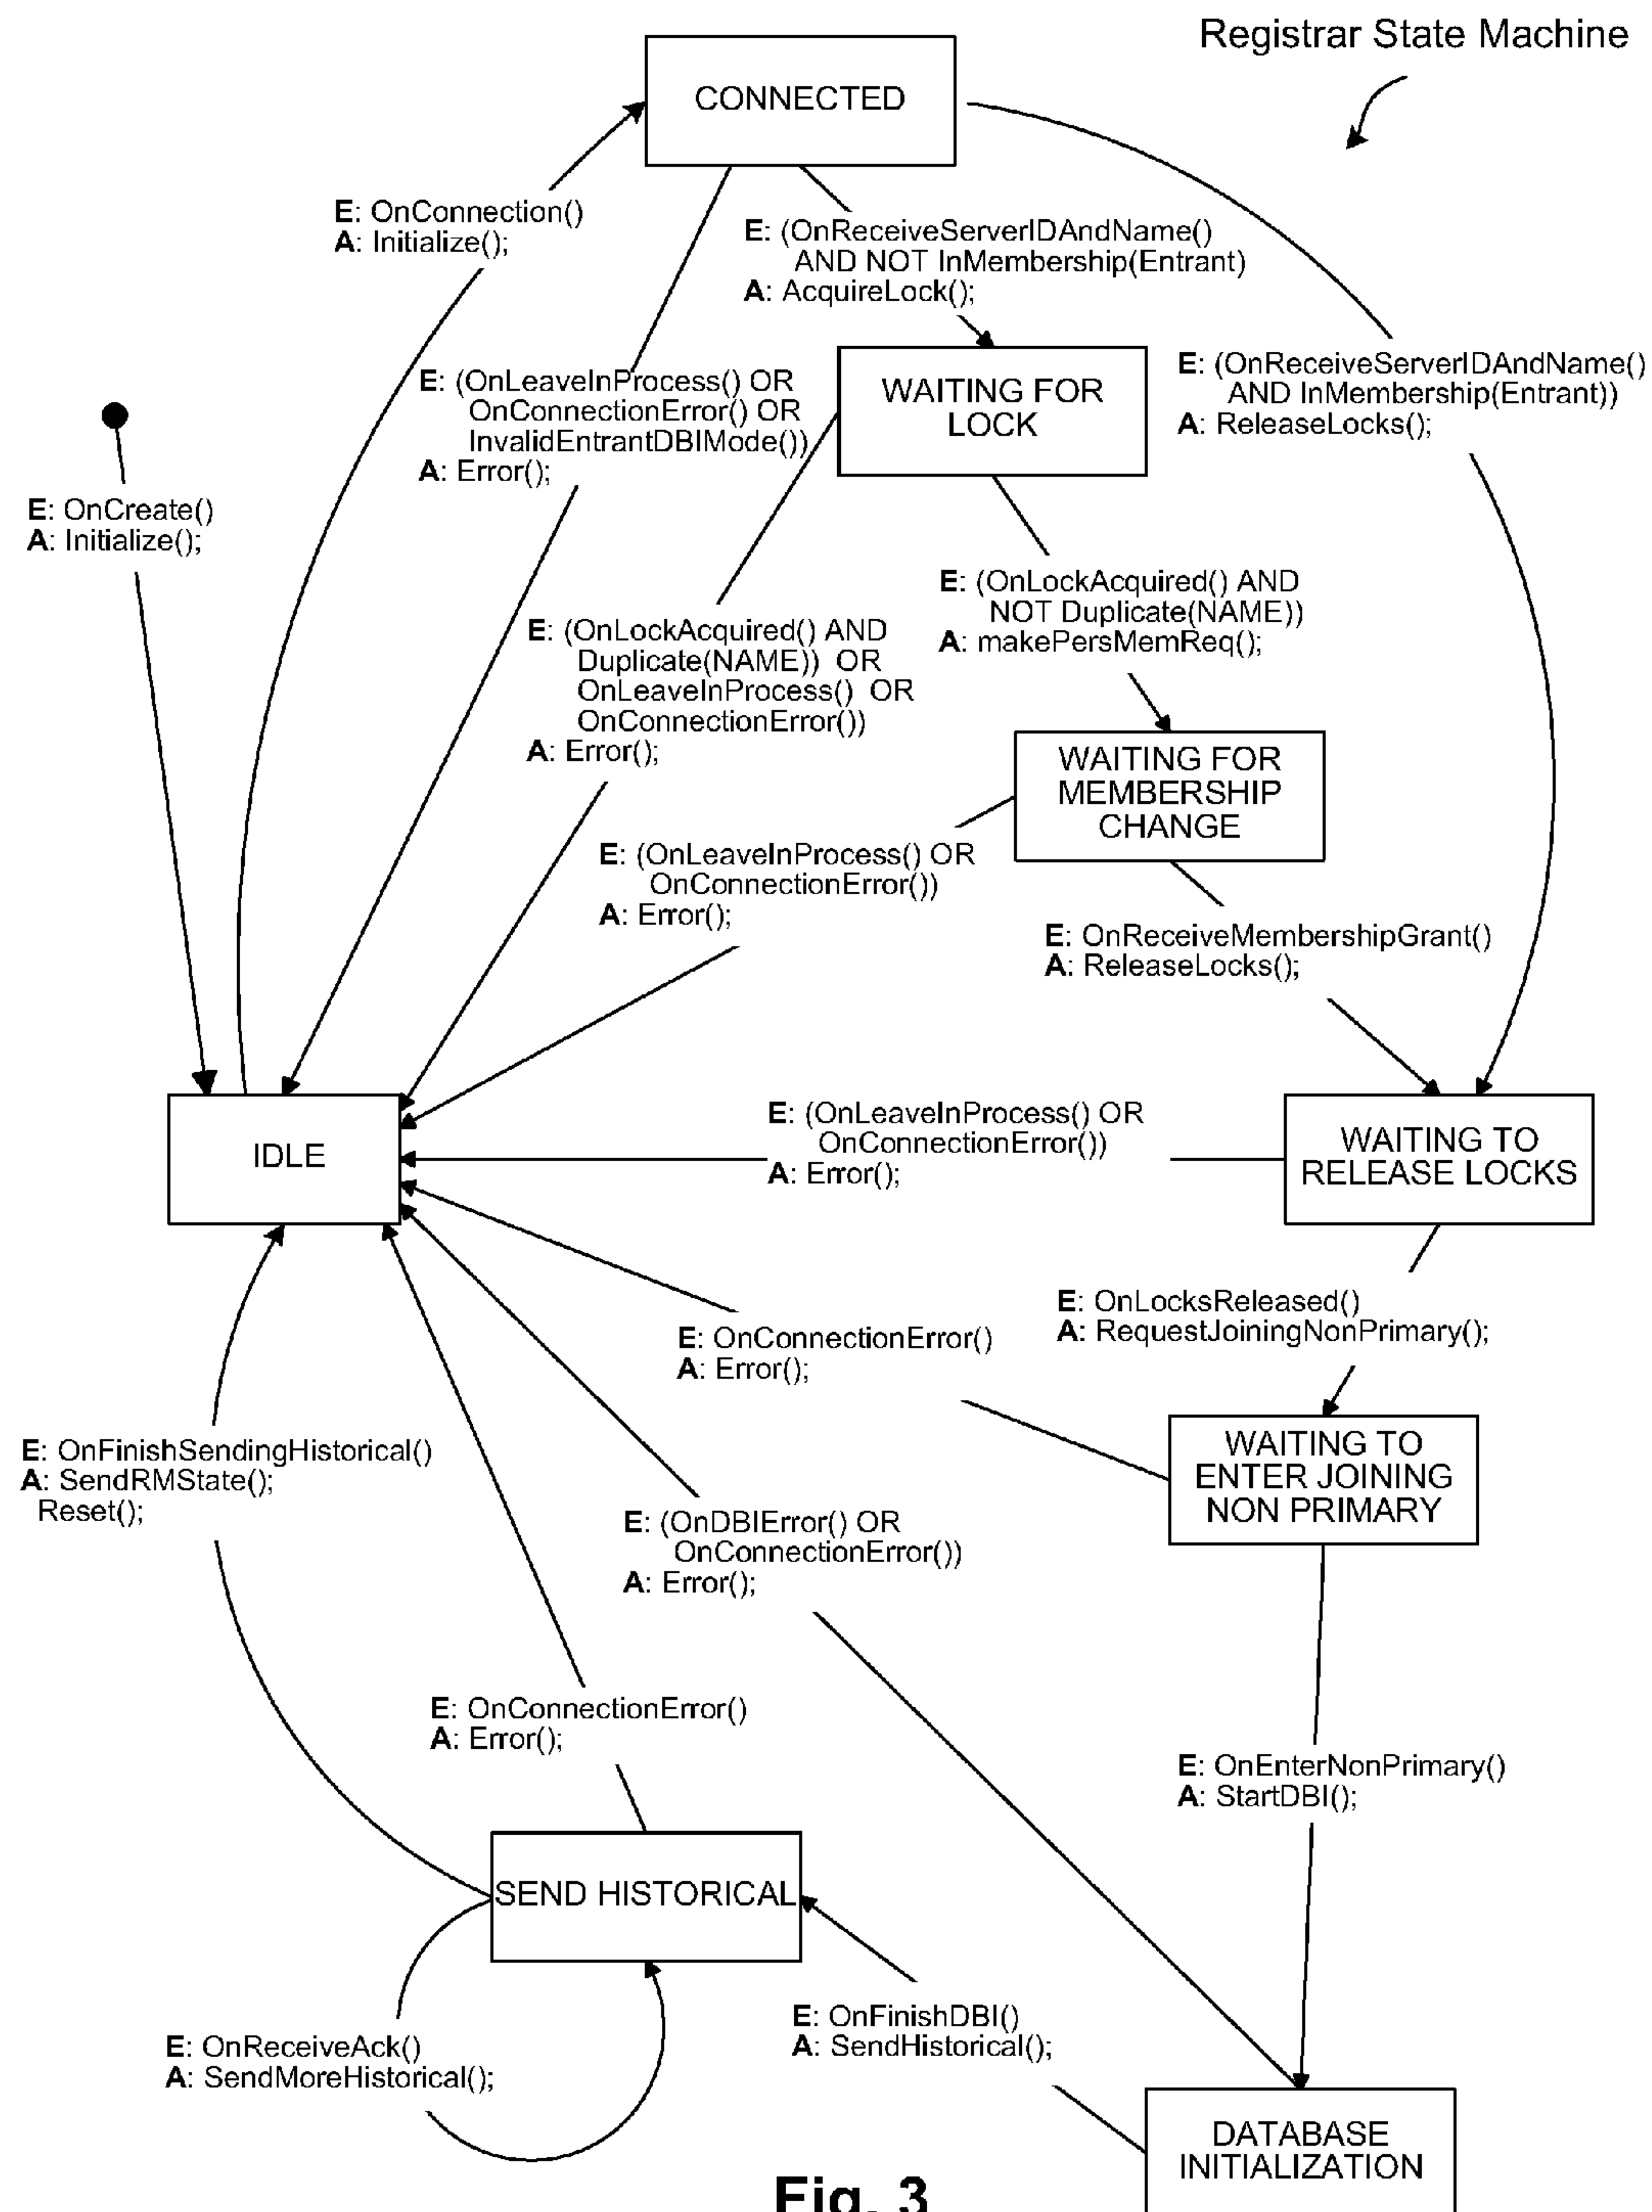 Registrar State Machine
CONNECTED
E: OnConnection()
A: Initialize();
E: (OnReceiveServerIDAndName()
AND NOT InMembership(Entrant)
A: AcquireLock();
E: (OnReceiveServerIDAndName()
AND InMembership(Entrant))
A: ReleaseLocks();
E: (OnLeaveInProcess() OR
OnConnectionError() OR
InvalidEntrantDBIMode())
A: Error();
WAITING FOR
LOCK
E: OnCreate()
A: Initialize();
E: (OnLockAcquired() AND
NOT Duplicate(NAME))
A: makePersMemReq();
E: (OnLockAcquired() AND
Duplicate(NAME)) OR
OnLeaveInProcess() OR
OnConnectionError())
A: Error();
WAITING FOR
MEMBERSHIP
CHANGE
E: (OnLeaveInProcess() OR
OnConnectionError())
A: Error();
E: OnReceiveMembershipGrant()
A: ReleaseLocks();
IDLE
E: (OnLeaveInProcess() OR
OnConnectionError())
A: Error();
WAITING TO
RELEASE LOCKS
E: OnLocksReleased()
A: RequestJoiningNonPrimary();
E: OnConnectionError()
A: Error();
WAITING TO
ENTER JOINING
NON PRIMARY
E: OnFinishSendingHistorical()
A: SendRMState();
Reset();
E: (OnDBIError() OR
OnConnectionError())
A: Error();
E: OnConnectionError()
A: Error();
E: OnEnterNonPrimary()
A: StartDBI();
SEND HISTORICAL
E: OnReceiveAck()
A: SendMoreHistorical();
E: OnFinishDBI()
A: SendHistorical();
DATABASE
INITIALIZATION
Fig. 3